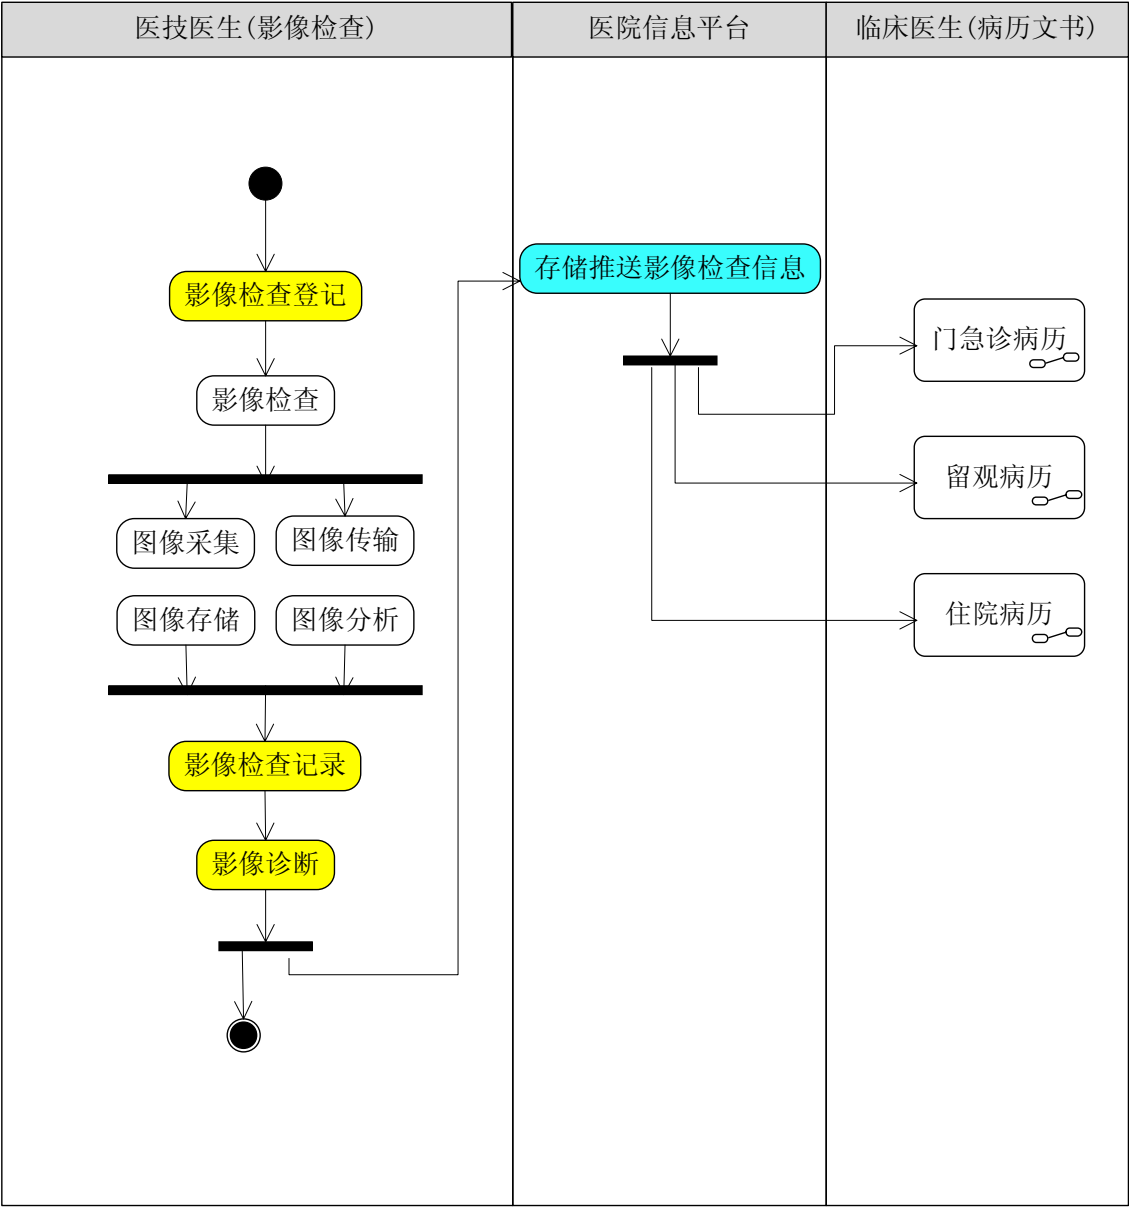 医技医生(影像检查)
医院信息平台
临床医生(病历文书)
影像检查登记
影像检查
图像采集
图像传输
图像存储
图像分析
影像检查记录
影像诊断
存储推送影像检查信息
门急诊病历
留观病历
住院病历